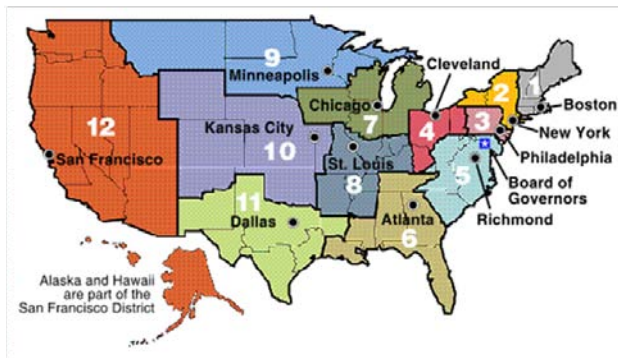 9
Minneapolis
12
San Francisco
Kansas City
10
Chicago
7
Cleveland
4
St. Louis
8
2
1
3
Boston
New York
Philadelphia
Board of
Governors
5
Richmond
11
Dallas
Atlanta
6
Alaska and Hawaii
are part of the
San Francisco District